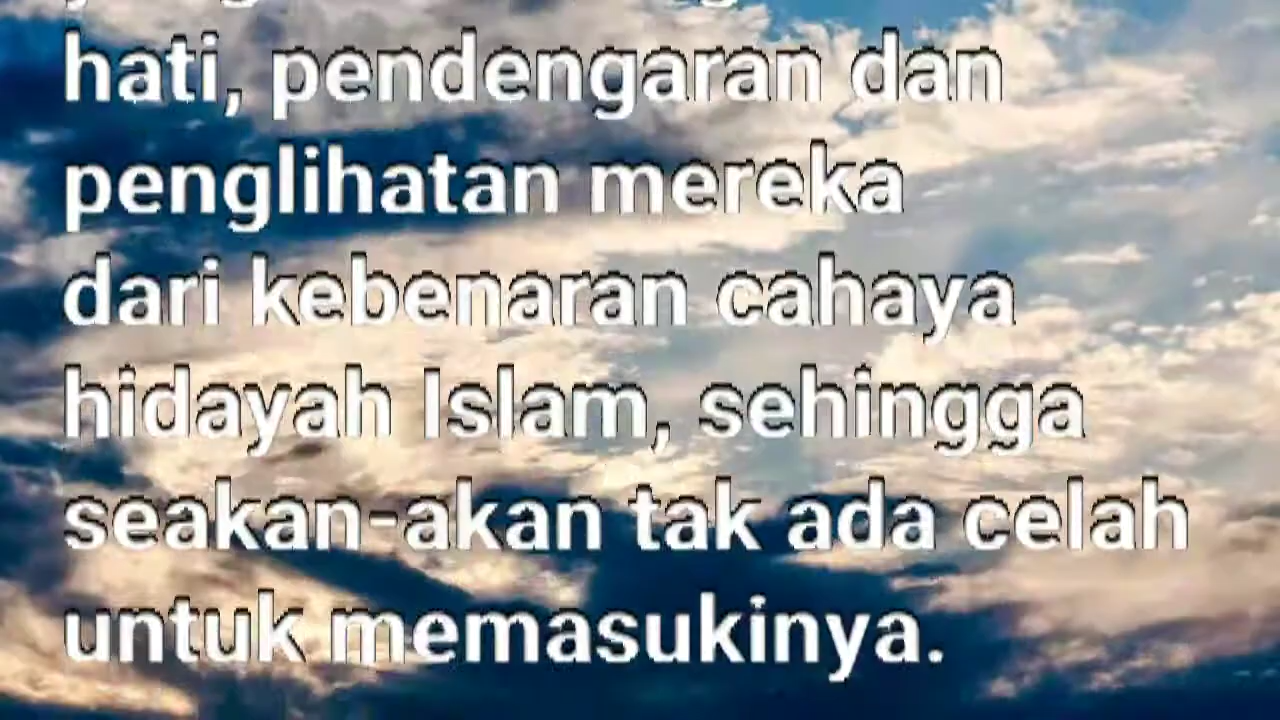 hati, pendengaran dan
penglihatan mereka
dari kebenaran cahaya
hidayah Islam, sehingga
seakan-akan tak ada celah
untuk memasukinya.